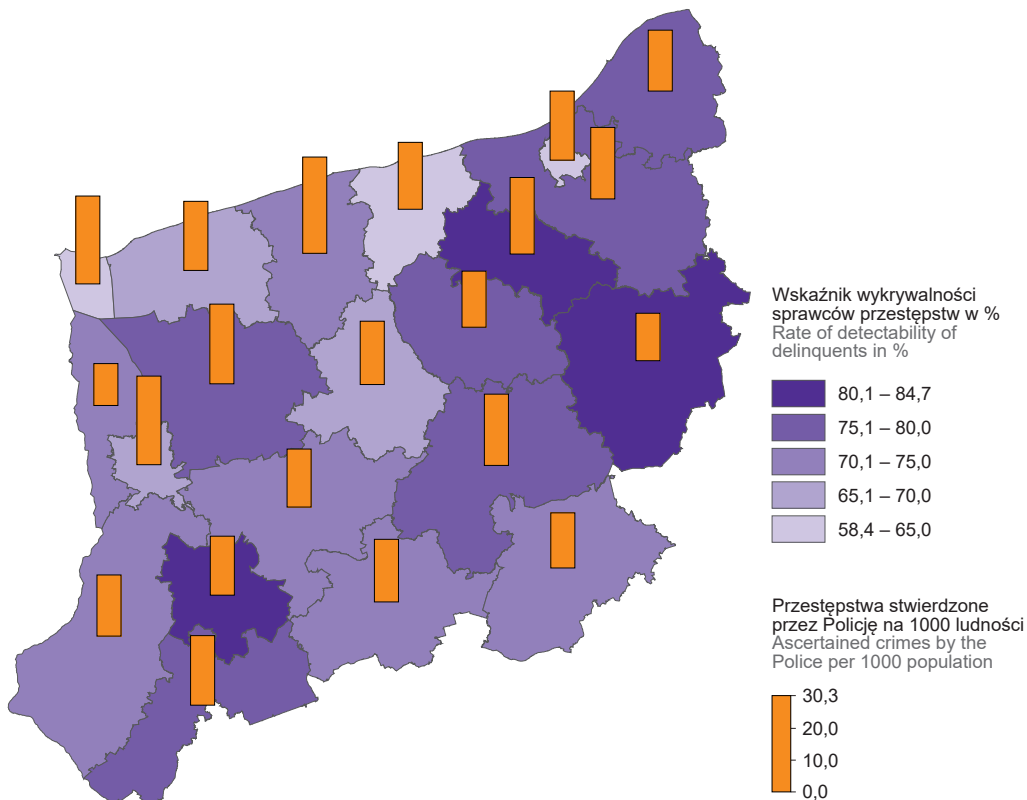 Wskaźnik wykrywalności
sprawców przestępstw w %
Rate of detectability of
delinquents in %
80,1 – 84,7
75,1 – 80,0
70,1 – 75,0
65,1 – 70,0
58,4 – 65,0
Przestępstwa stwierdzone
przez Policję na 1000 ludności
Ascertained crimes by the
Police per 1000 population
30,3
20,0
10,0
0,0